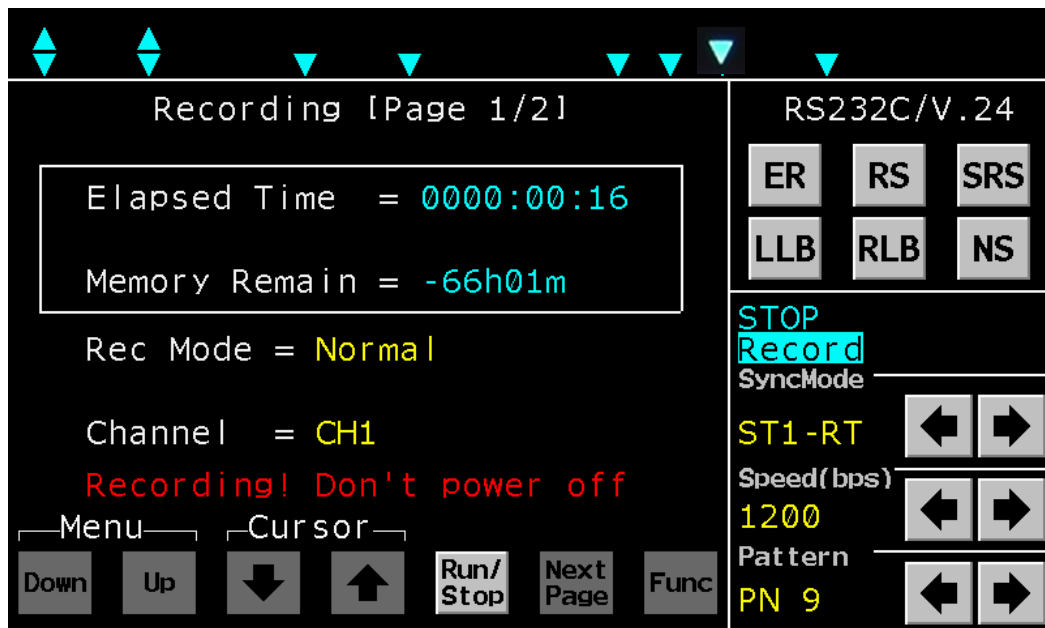 Recording [Page 1/2]
Elapsed Time = 0000:00:16
Memory Remain = -66h01m
Rec Mode = Normal
Channel = CH1
Recording! Don't power off
Menu
Cursor
Down
Up
Run/
Stop
Next
Page
Func
RS232C/V.24
ER RS SRS
LLB RLB NS
STOP
Record
SyncMode
ST1-RT
Speed(bps)
1200
Pattern
PN 9